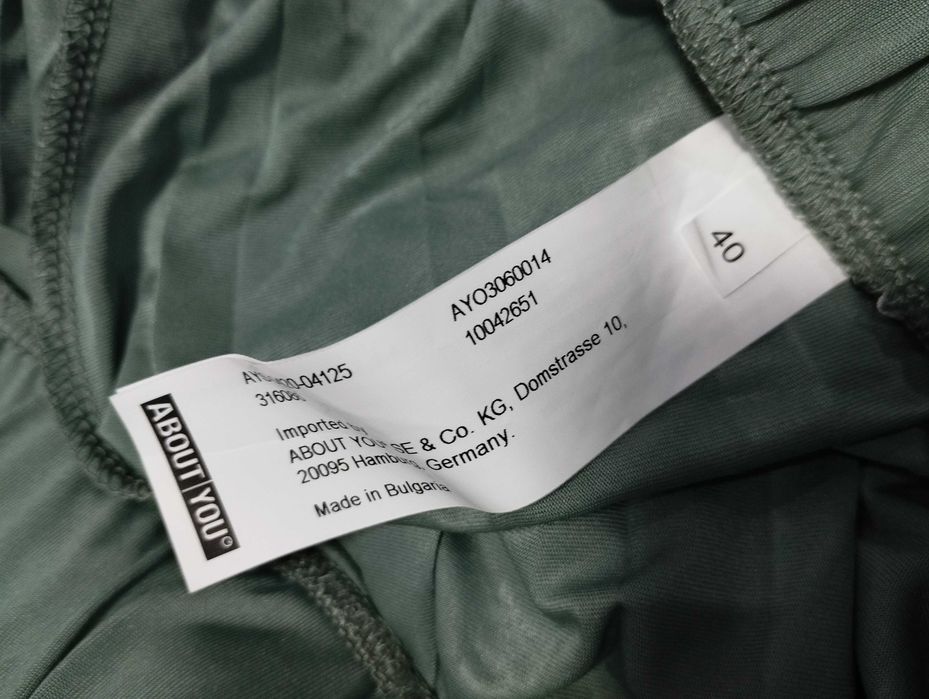 40
AYO3060014
10042651
-04125
Imported by
ABOUT YOU SE & Co. KG, Domstrasse 10,
20095 Hamburg, Germany.
Made in Bulgaria
ABOUT YOU